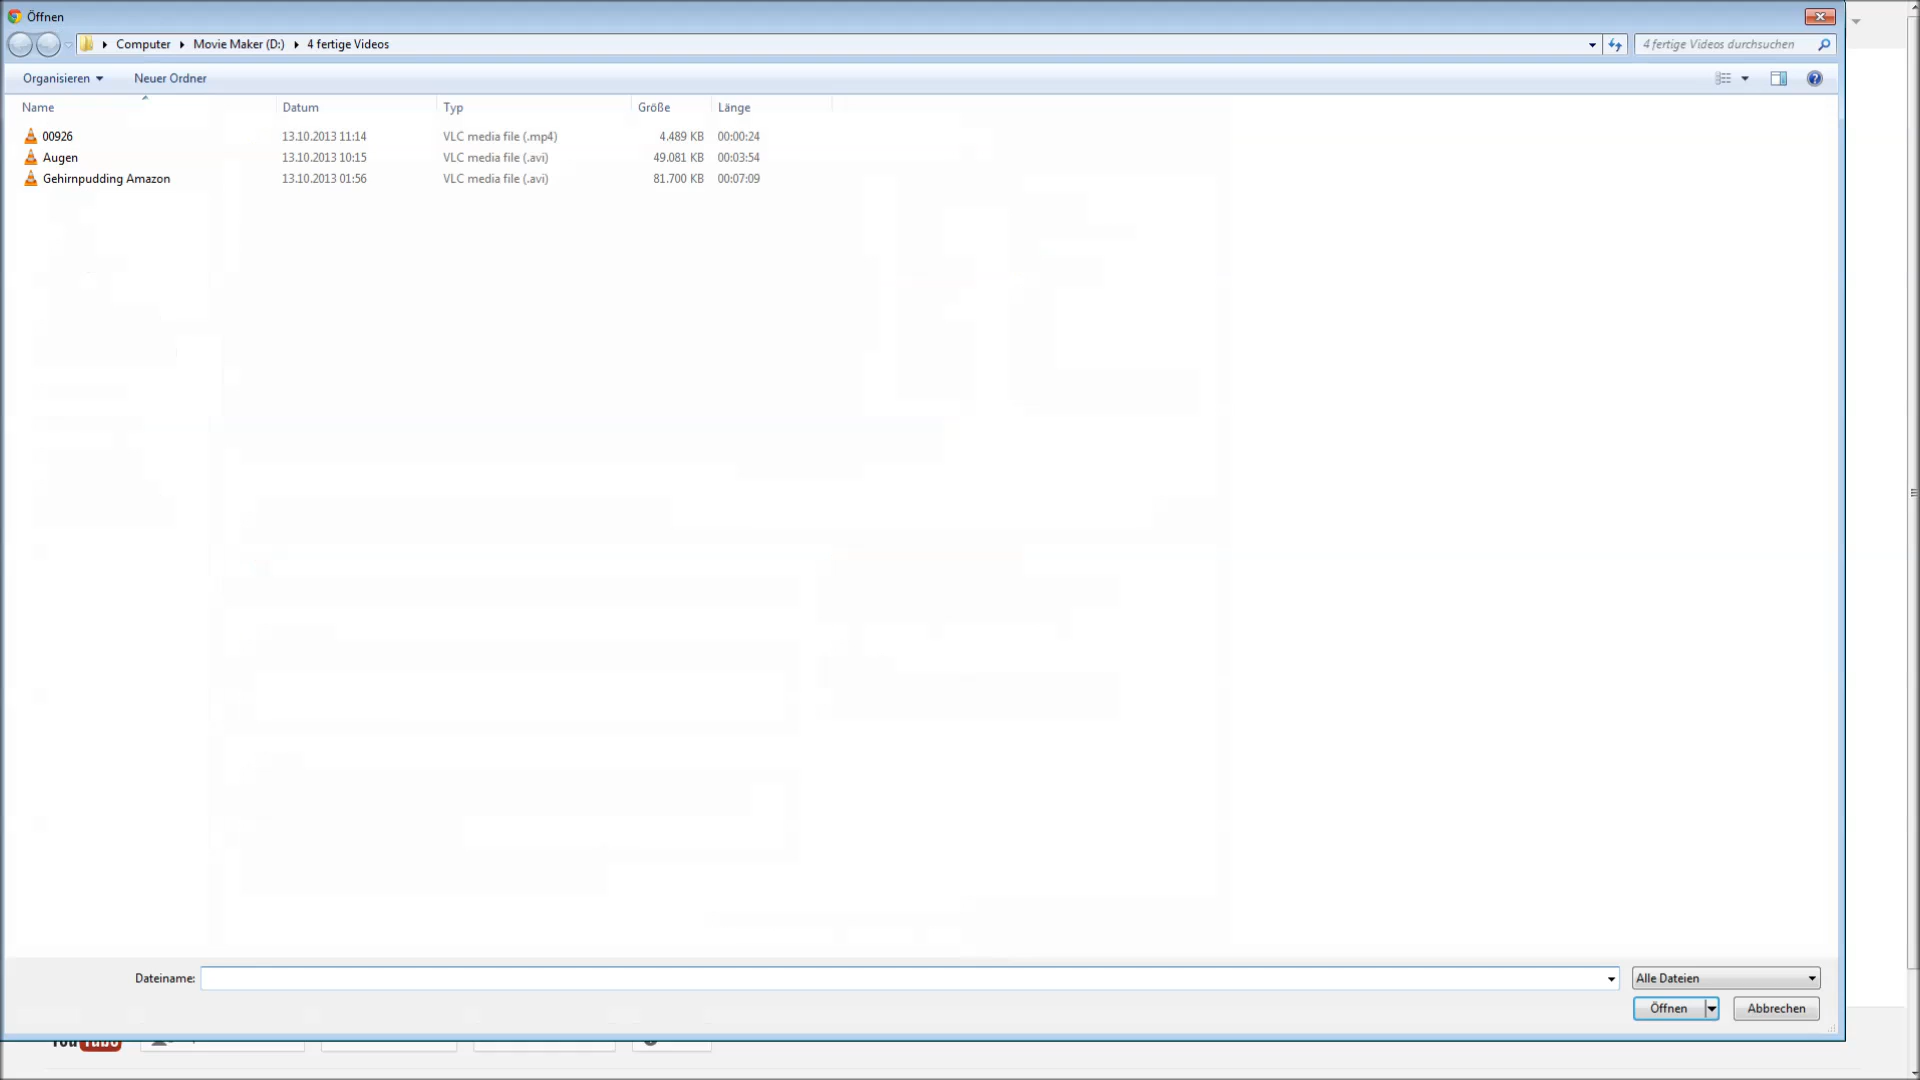 Öffnen
Computer Movie Maker (D:) 4 fertige Videos 4 fertige Videos durchsuchen
Organisieren Neuer Ordner
Name Datum Typ Größe Länge
00926 13.10.2013 11:14 VLC media file (.mp4) 4.489 KB 00:00:24
Augen 13.10.2013 10:15 VLC media file (.avi) 49.081 KB 00:03:54
Gehirnpudding Amazon 13.10.2013 01:56 VLC media file (.avi) 81.700 KB 00:07:09
Dateiname: Alle Dateien
Öffnen Abbrechen
YouTube